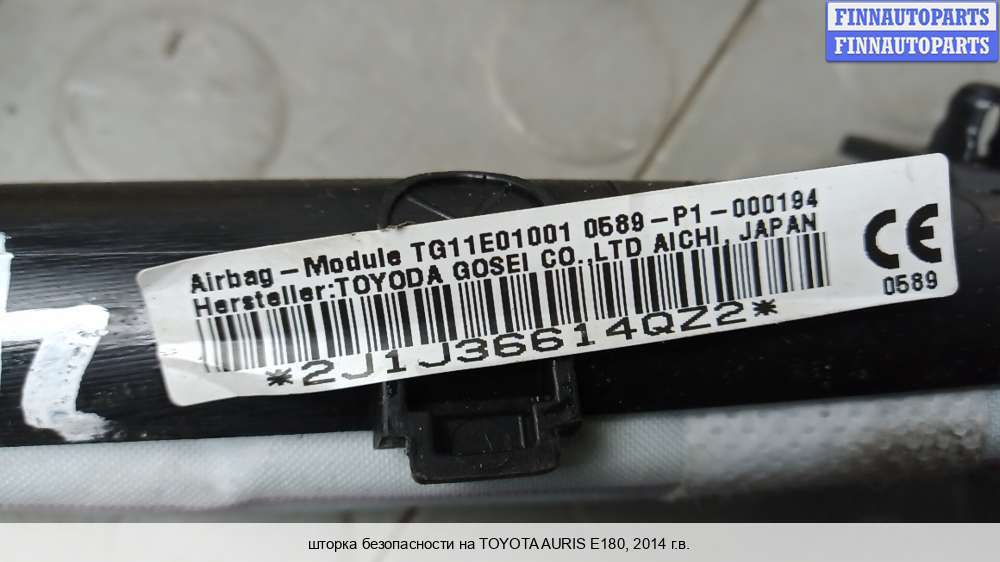 FINNAUTOPARTS
FINNAUTOPARTS
Airbag-Module TG11E01001 0589-P1-000194
Hersteller:TOYODA GOSEI CO.,LTD AICHI, JAPAN
CE
0589
*2J1J36614QZ2*
шторка безопасности на TOYOTA AURIS E180, 2014 г.в.